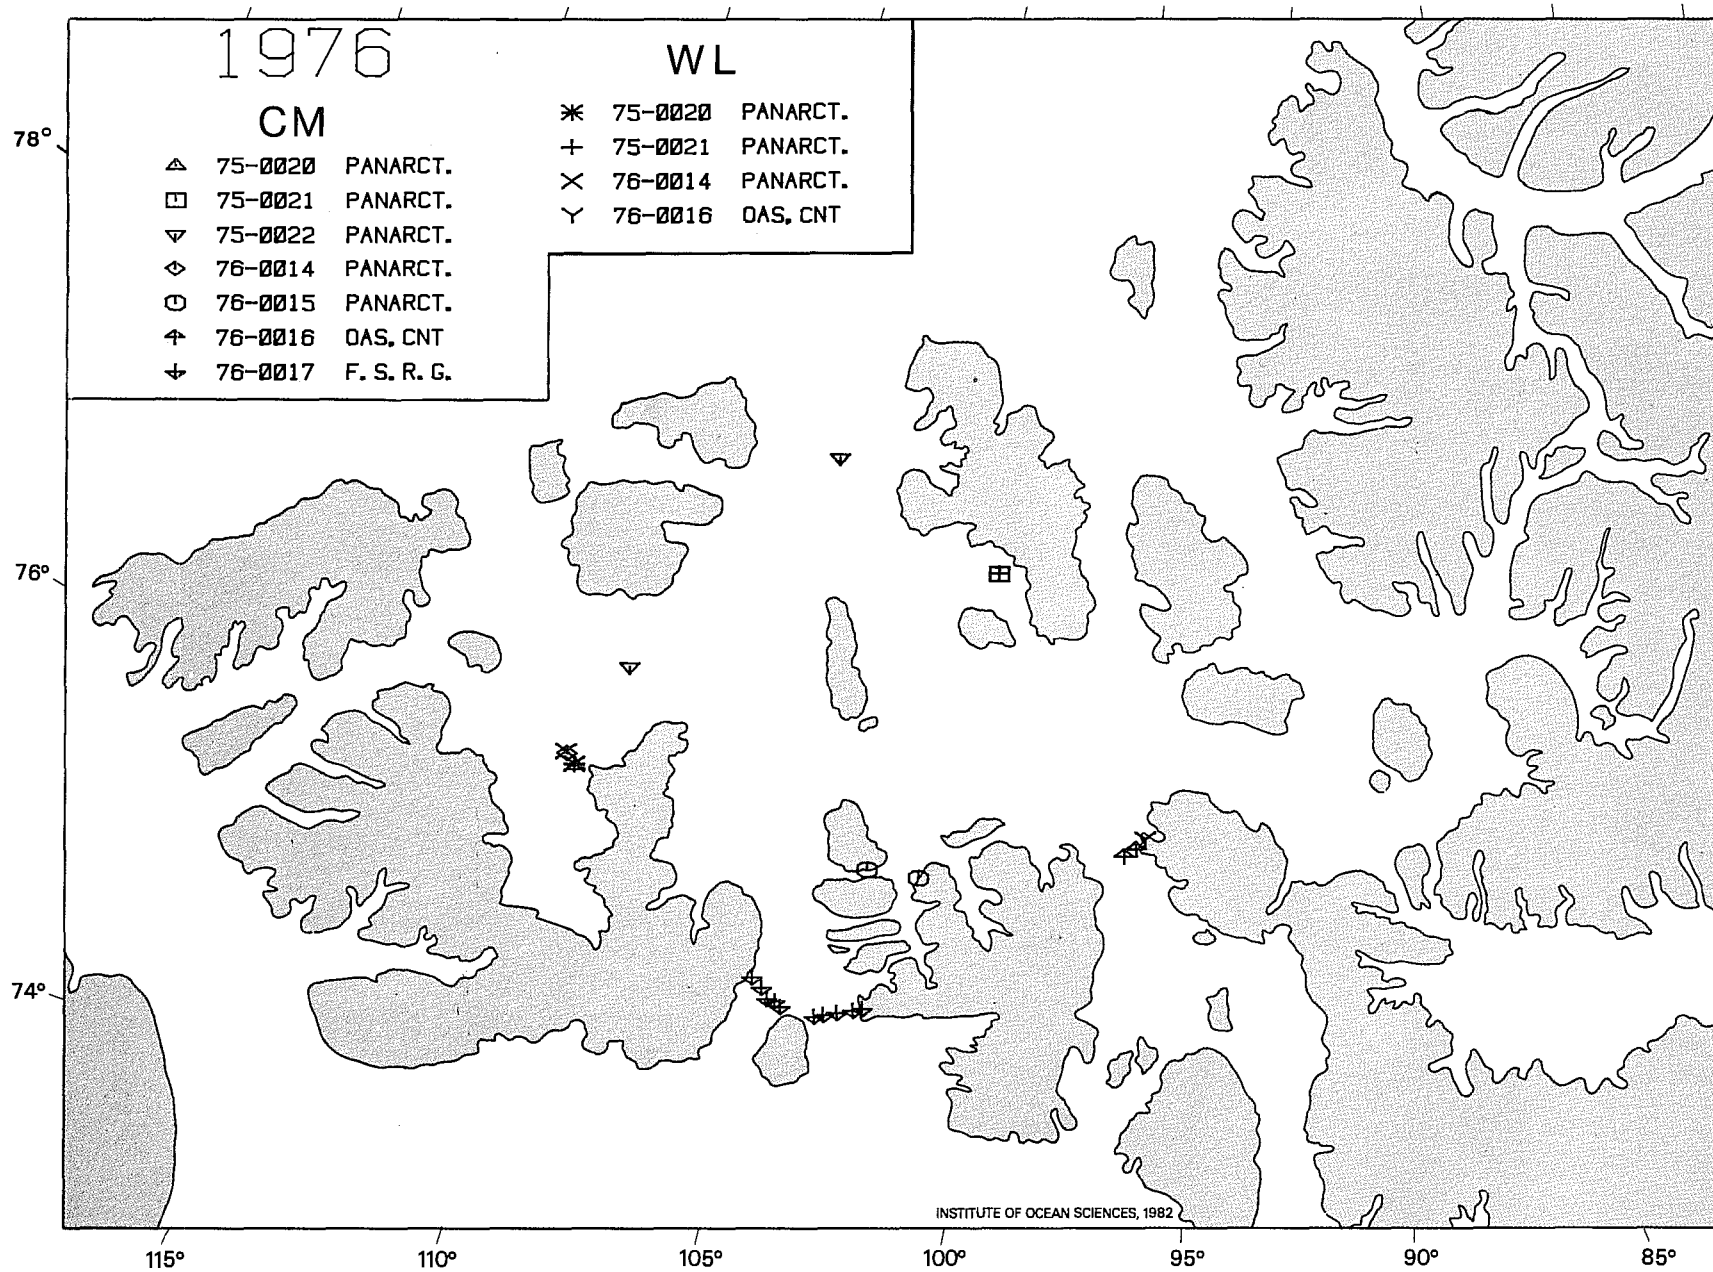 1976
CM
75-0020 PANARCT.
75-0021 PANARCT.
75-0022 PANARCT.
76-0014 PANARCT.
76-0015 PANARCT.
76-0016 OAS. CNT
76-0017 F. S. R. G.
WL
75-0020 PANARCT.
75-0021 PANARCT.
76-0014 PANARCT.
76-0016 OAS. CNT
78°
76°
74°
INSTITUTE OF OCEAN SCIENCES, 1982
115° 110° 105° 100° 95° 90° 85°